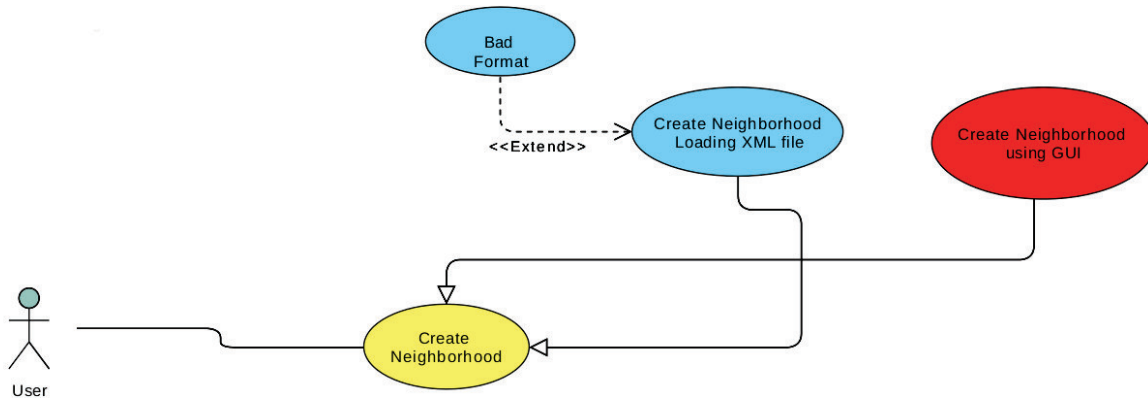 Bad
Format
<<Extend>>
Create Neighborhood
Loading XML file
Create Neighborhood
using GUI
Create
Neighborhood
User